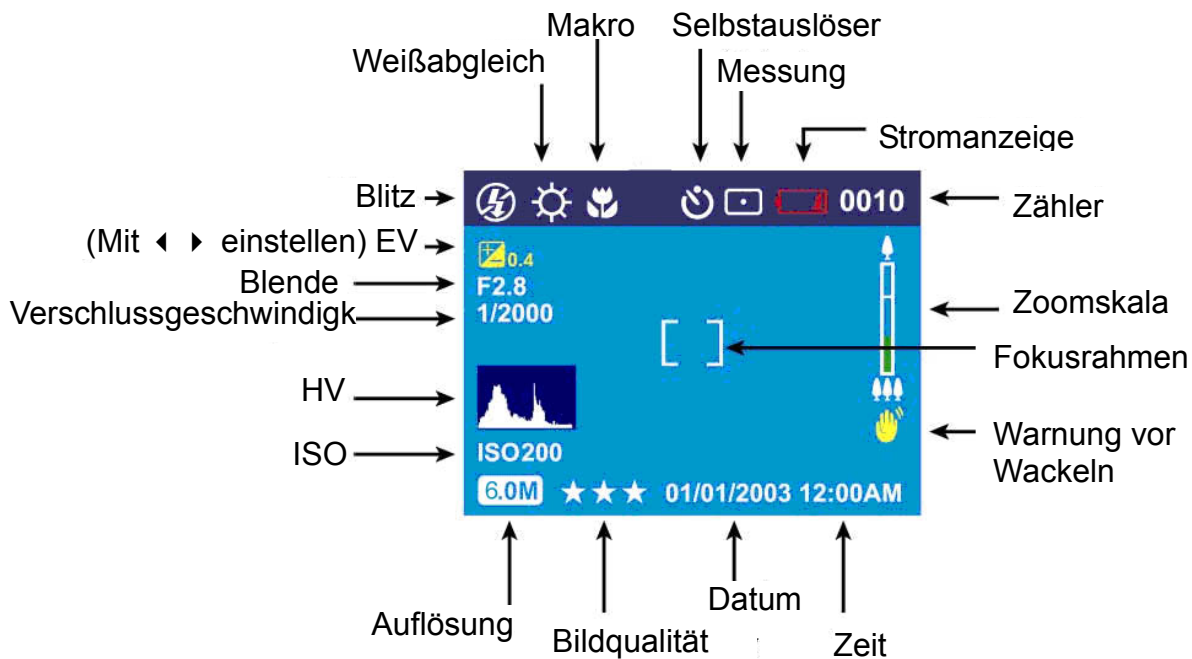 Makro Selbstauslöser
Weißabgleich Messung
Stromanzeige
Blitz 0010 Zähler
(Mit ◀ ▶ einstellen) EV 0.4
Blende F2.8
Verschlussgeschwindigk 1/2000
Zoomskala
Fokusrahmen
HV
ISO ISO200
Warnung vor
Wackeln
6.0M ★★★ 01/01/2003 12:00AM
Auflösung Bildqualität Datum Zeit